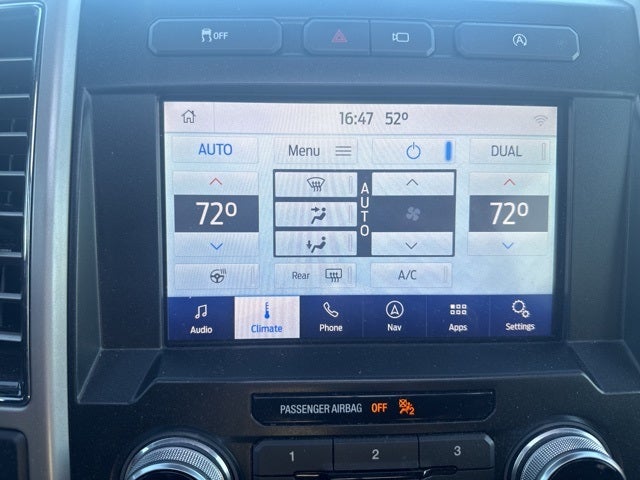 OFF
A
16:47 52º
AUTO Menu DUAL
72º AUTO 72º
Rear A/C
Audio Climate Phone Nav Apps Settings
PASSENGER AIRBAG OFF 2
1 2 3